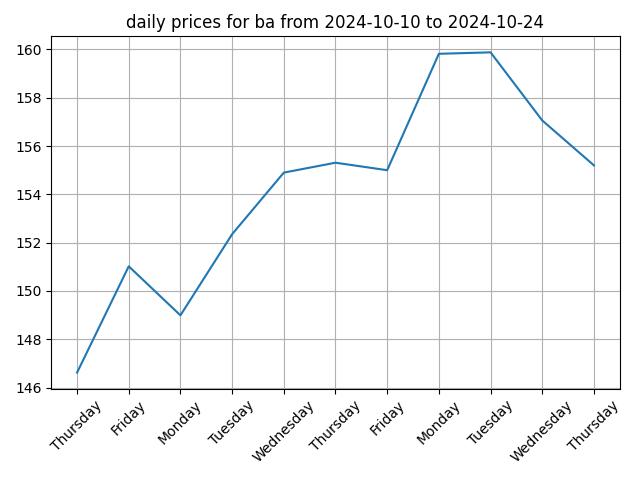 daily prices for ba from 2024-10-10 to 2024-10-24
160
158
156
154
152
150
148
146
Thursday
Friday
Monday
Tuesday
Wednesday
Thursday
Friday
Monday
Tuesday
Wednesday
Thursday